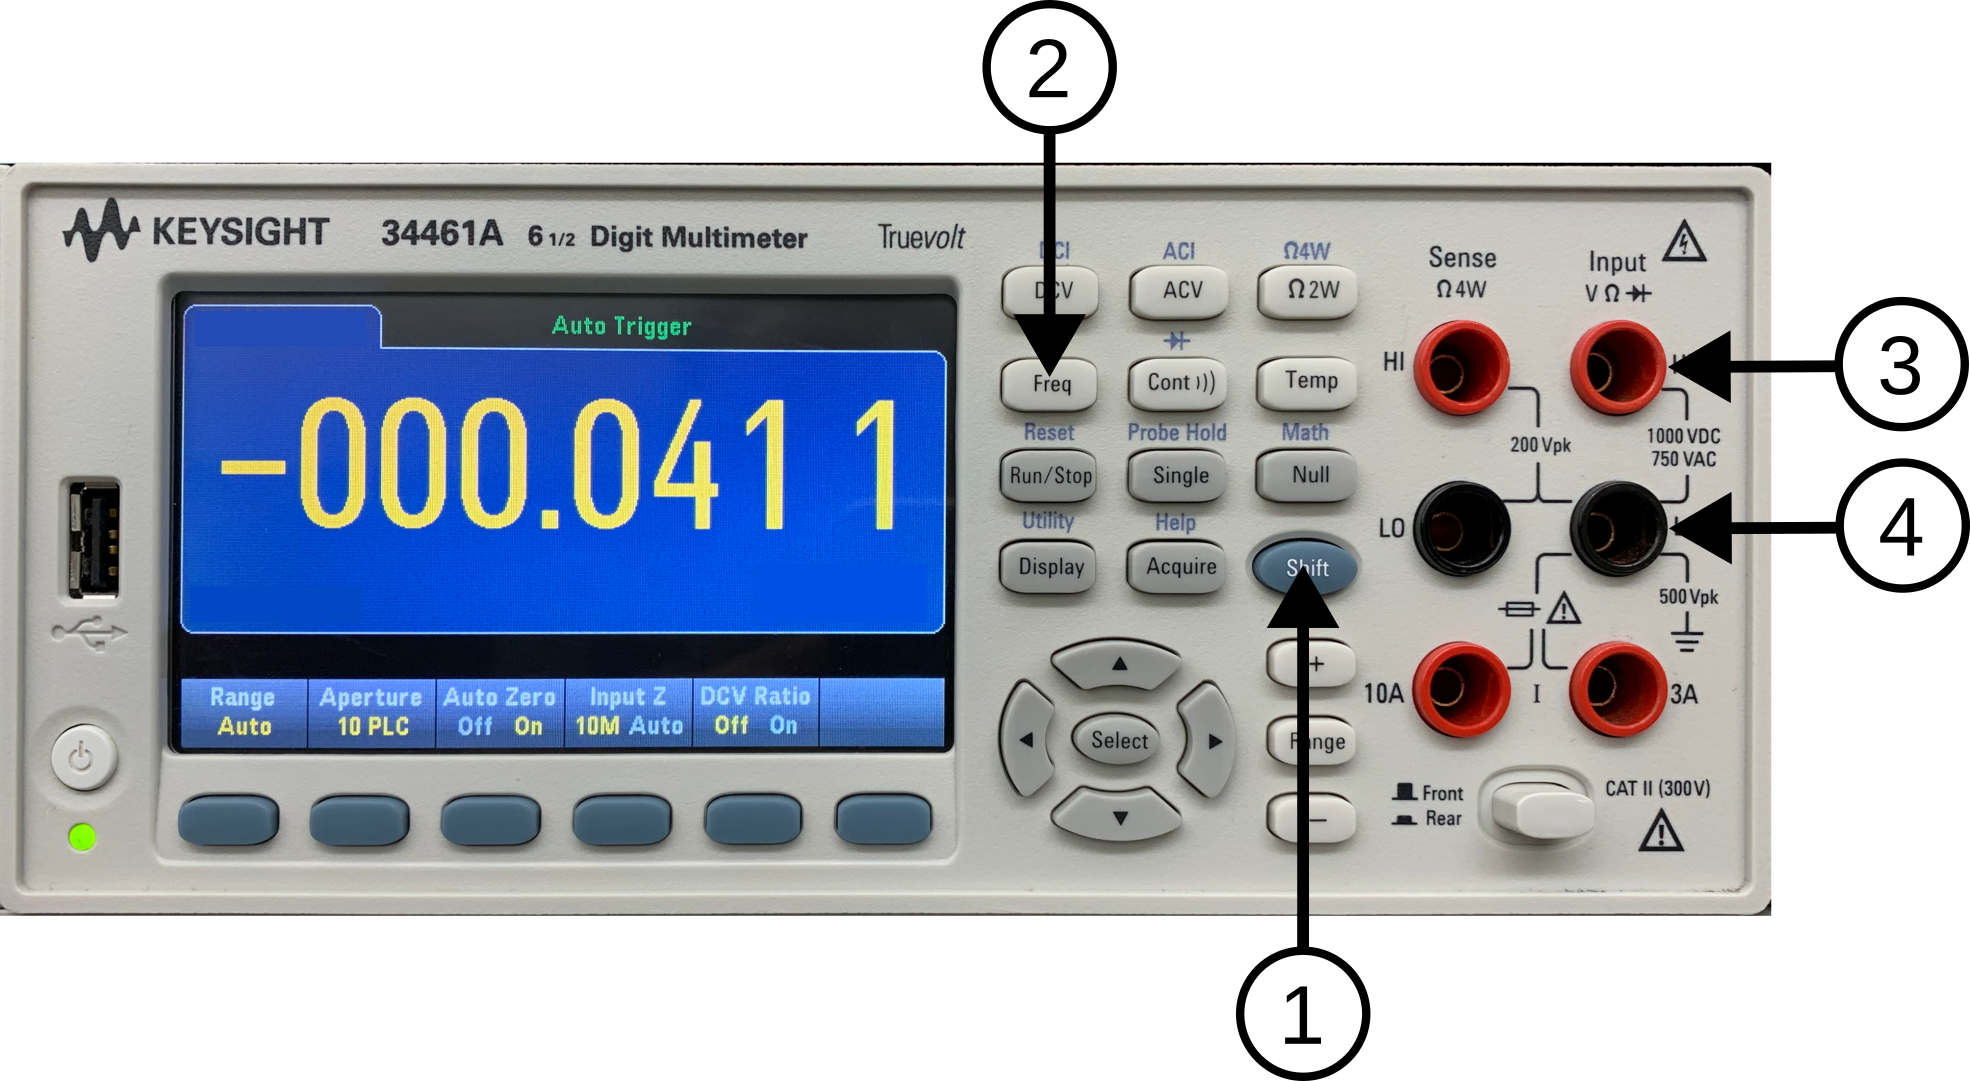 2
KEYSIGHT 34461A 6 1/2 Digit Multimeter Truevolt
ACI Ω4W
ACV Ω2W
Sense
Ω4W
Input
V Ω
Auto Trigger
-000.041 1
Freq Cont Temp
HI
3
Reset Probe Hold Math
Run/Stop Single Null
200 Vpk
1000 VDC
750 VAC
Utility Help
Display Acquire Shift
LO
4
500 Vpk
Range Aperture Auto Zero Input Z DCV Ratio
Auto 10 PLC Off On 10M Auto Off On
+
Select
Range
−
10A I 3A
Front
Rear
CAT II (300V)
1